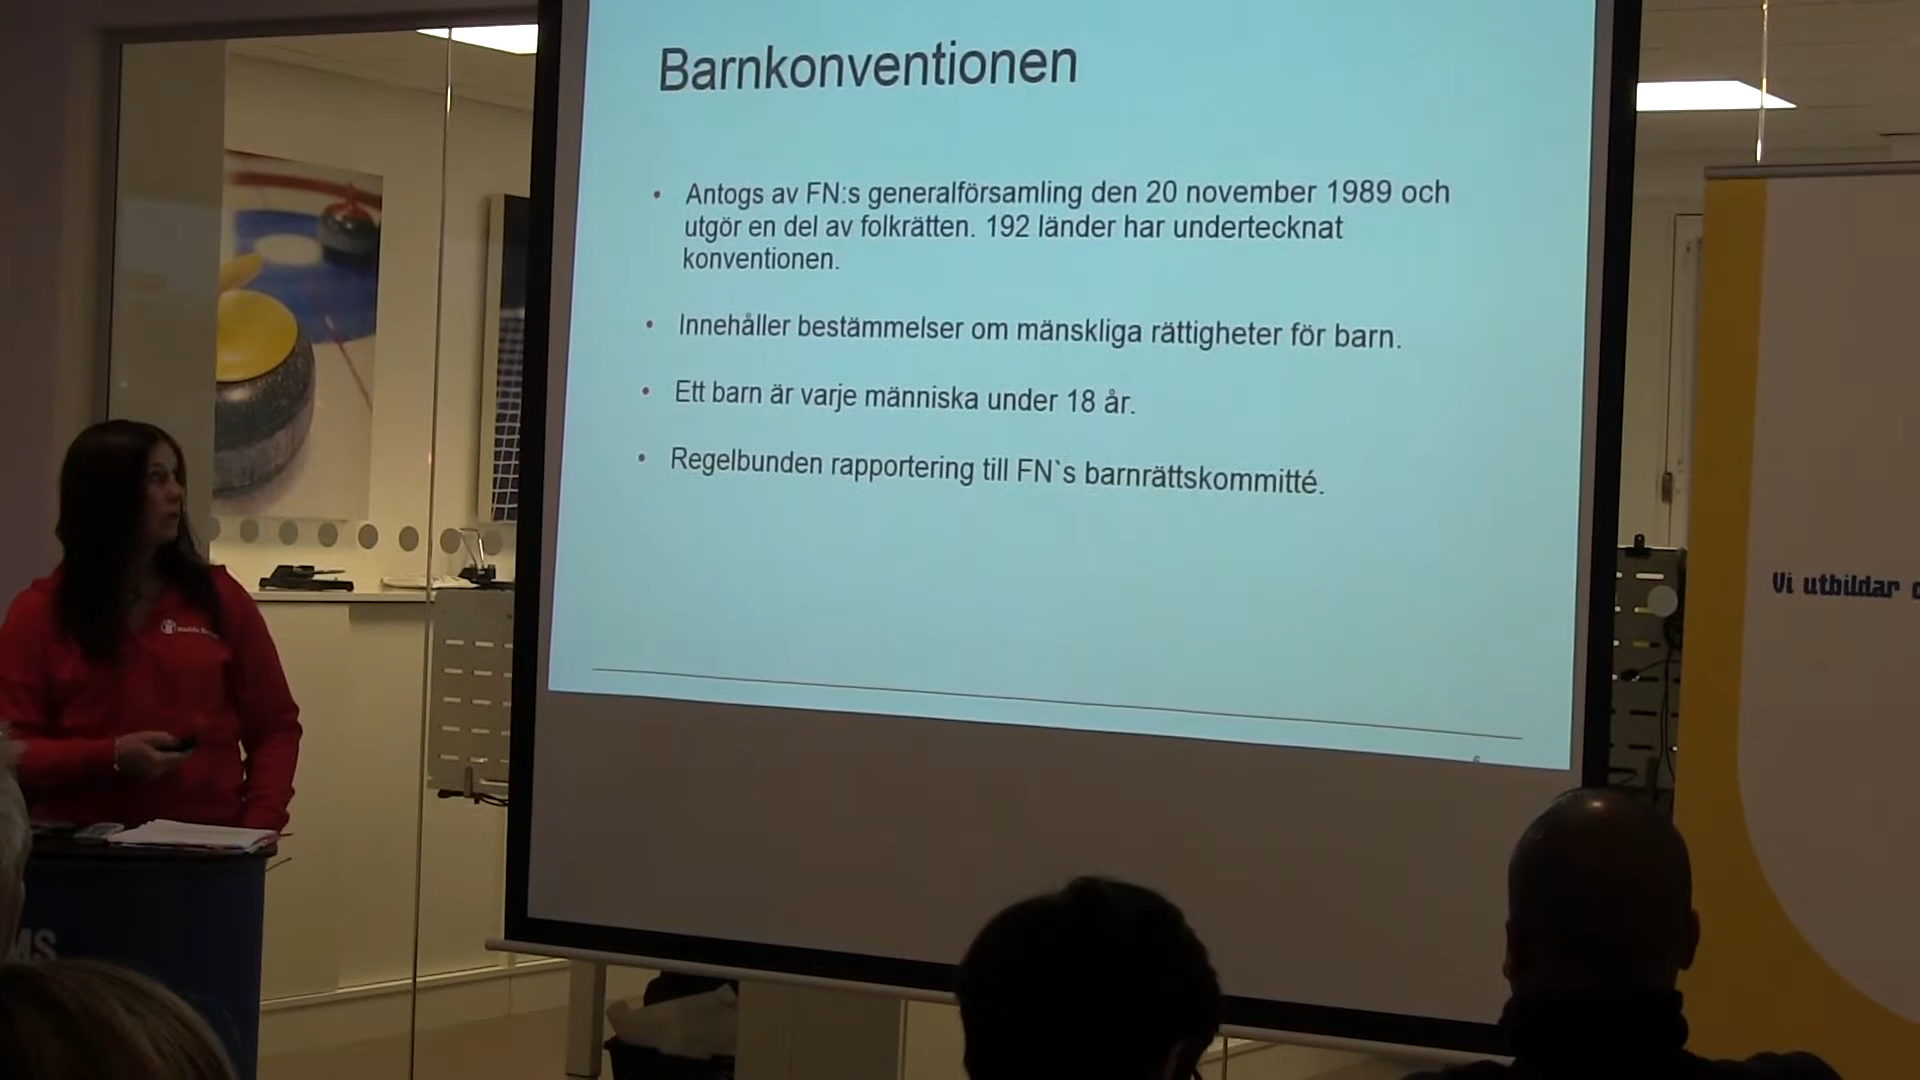 Barnkonventionen
• Antogs av FN:s generalförsamling den 20 november 1989 och
utgör en del av folkrätten. 192 länder har undertecknat
konventionen.
• Innehåller bestämmelser om mänskliga rättigheter för barn.
• Ett barn är varje människa under 18 år.
• Regelbunden rapportering till FN`s barnrättskommitté.
Vi utbildar